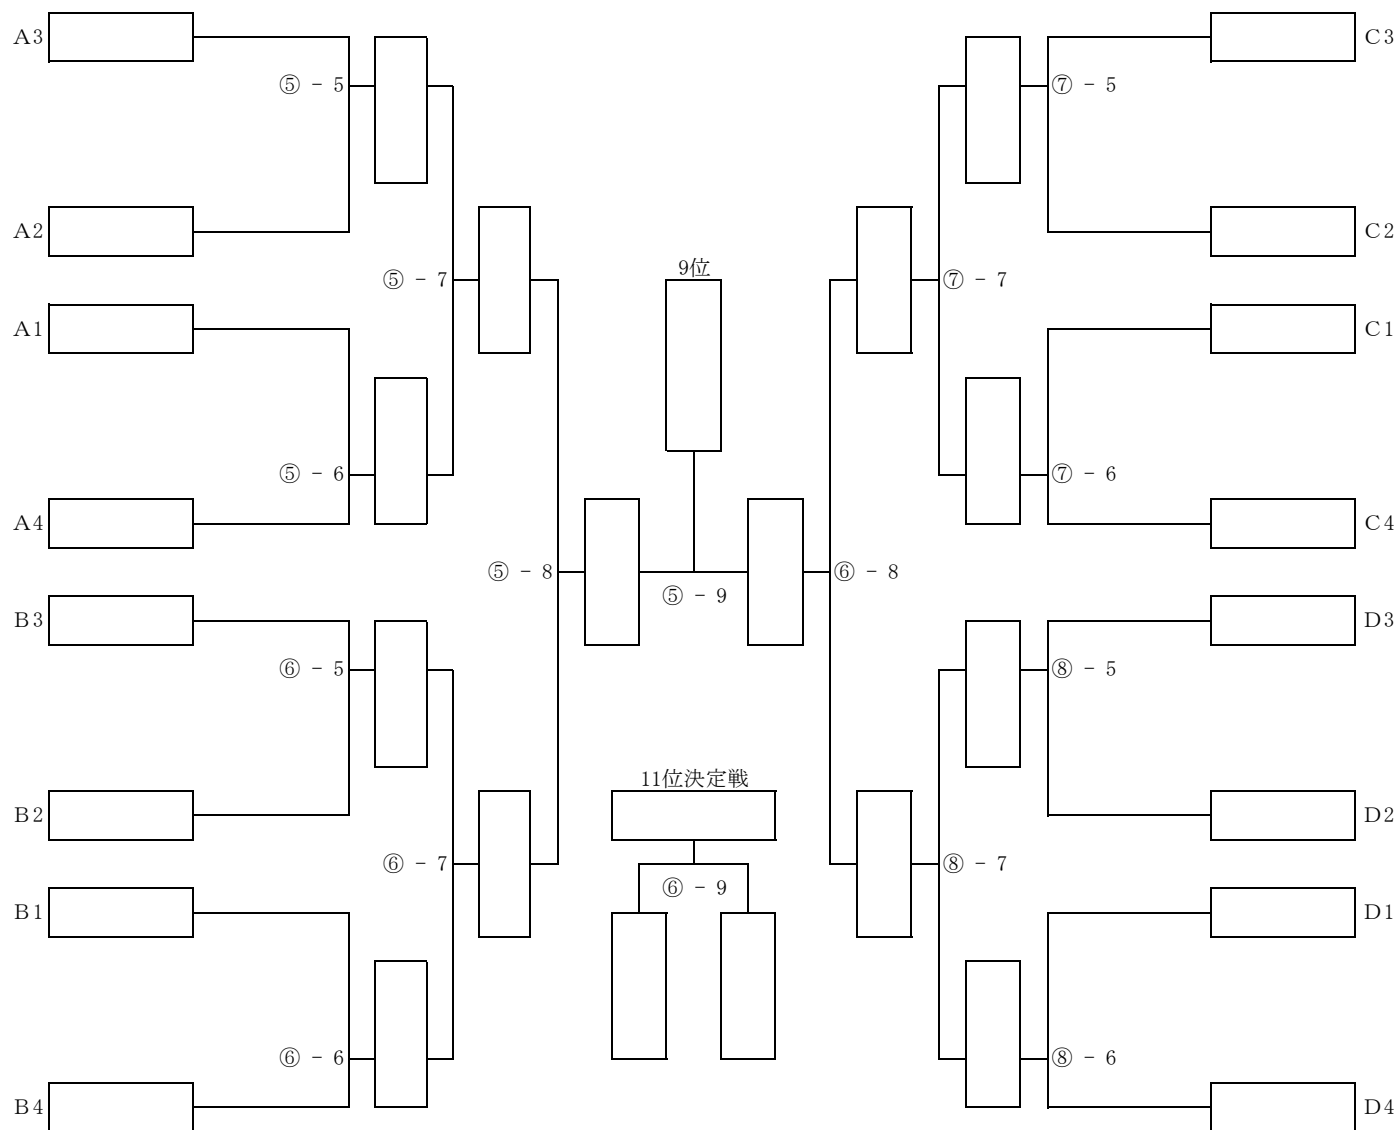 A3
C3
⑤ - 5
⑦ - 5
A2
C2
9位
⑤ - 7
⑦ - 7
A1
C1
⑤ - 6
⑦ - 6
A4
C4
⑤ - 8
⑥ - 8
⑤ - 9
B3
D3
⑥ - 5
⑧ - 5
11位決定戦
B2
D2
⑥ - 7
⑧ - 7
⑥ - 9
B1
D1
⑥ - 6
⑧ - 6
B4
D4